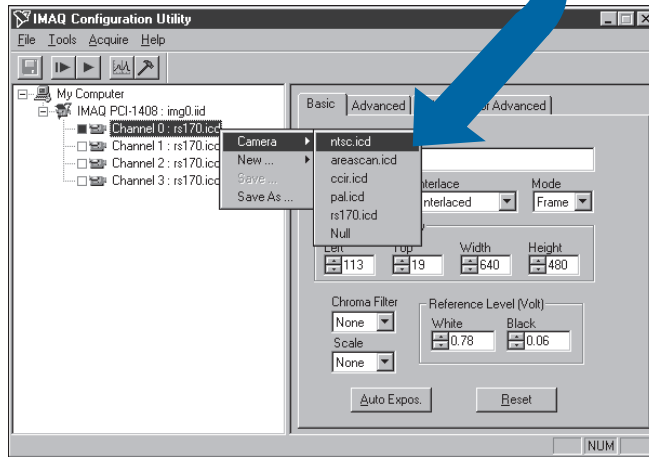 IMAQ Configuration Utility
File Tools Acquire Help
My Computer
IMAQ PCI-1408 : img0.iid
Channel 0 : rs170.icd
Channel 1 : rs170.icd
Channel 2 : rs170.icd
Channel 3 : rs170.icd
Camera
New ...
Save ...
Save As ...
ntsc.icd
areascan.icd
ccir.icd
pal.icd
rs170.icd
Null
Basic Advanced Advanced
Mode
Frame
Left Top Width Height
113 19 640 480
Chroma Filter
None
Scale
None
Reference Level (Volt)
White Black
0.78 0.06
Auto Expos. Reset
NUM